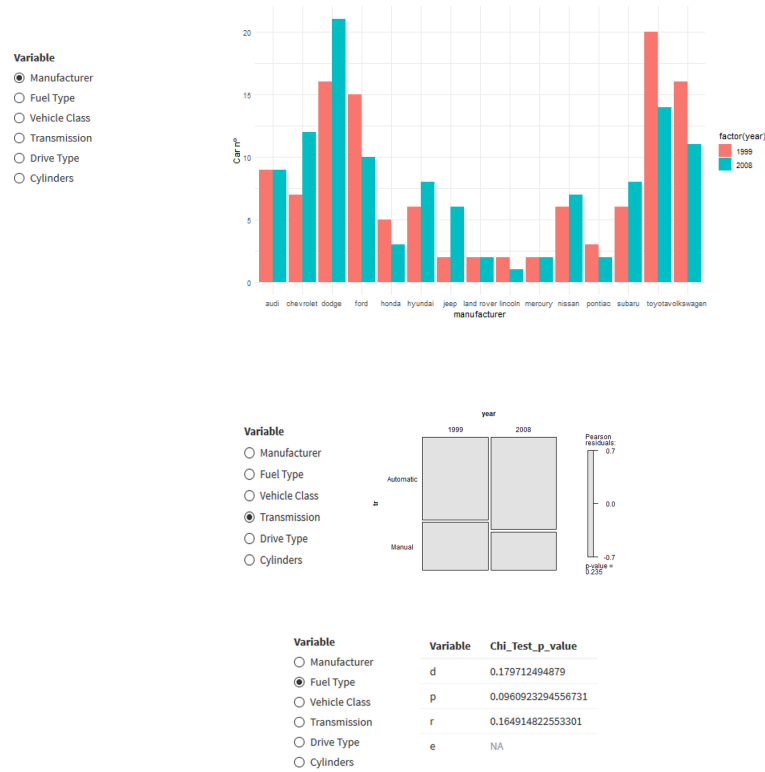 Variable
Manufacturer
Fuel Type
Vehicle Class
Transmission
Drive Type
Cylinders
20
15
10
5
0
Car nº
audi chevrolet dodge ford honda hyundai jeep land rover lincoln mercury nissan pontiac subaru toyota volkswagen
manufacturer
factor(year)
1999
2008
Variable
Manufacturer
Fuel Type
Vehicle Class
Transmission
Drive Type
Cylinders
year
1999 2008
Automatic
Manual
tr
Pearson
residuals:
0.7
0.0
-0.7
p-value =
0.235
Variable
Manufacturer
Fuel Type
Vehicle Class
Transmission
Drive Type
Cylinders
Variable Chi_Test_p_value
d 0.179712494879
p 0.0960923294556731
r 0.164914822553301
e NA